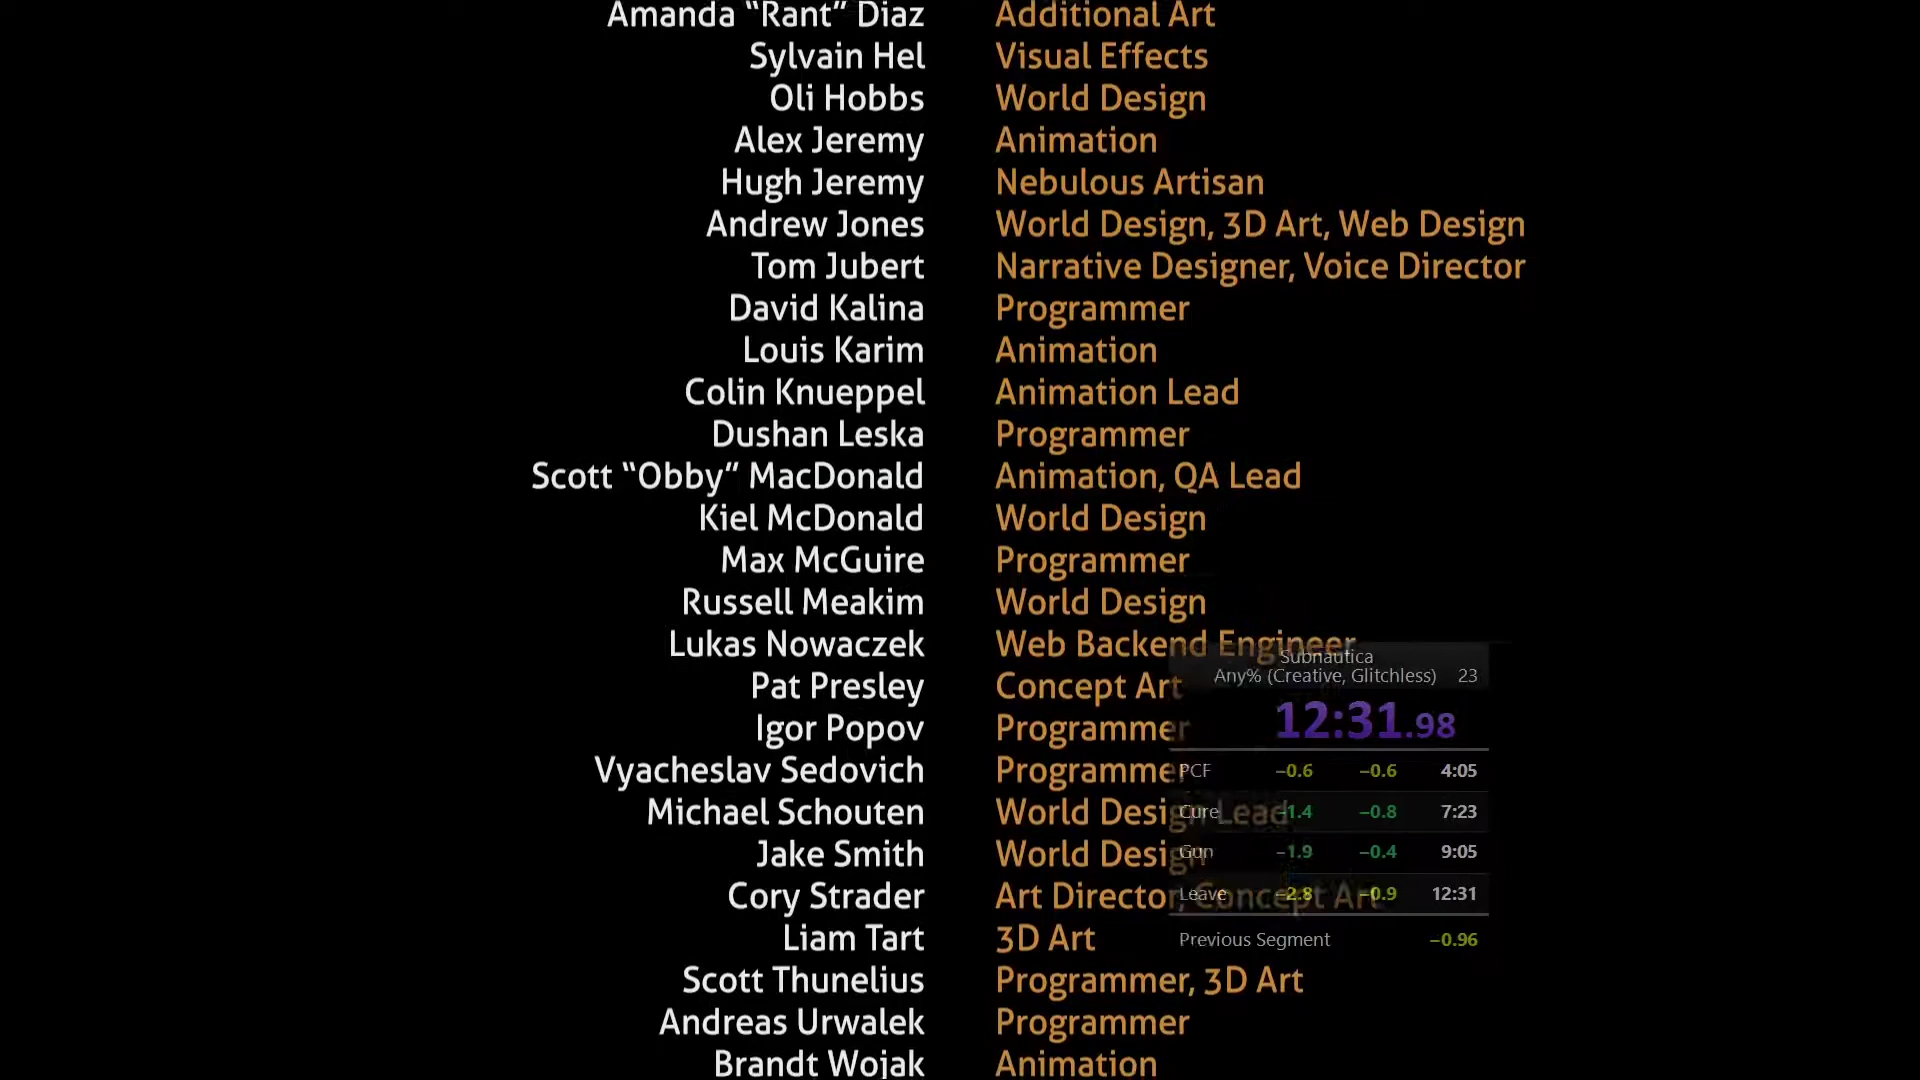 Amanda “Rant” Diaz Additional Art
Sylvain Hel Visual Effects
Oli Hobbs World Design
Alex Jeremy Animation
Hugh Jeremy Nebulous Artisan
Andrew Jones World Design, 3D Art, Web Design
Tom Jubert Narrative Designer, Voice Director
David Kalina Programmer
Louis Karim Animation
Colin Knueppel Animation Lead
Dushan Leska Programmer
Scott “Obby” MacDonald Animation, QA Lead
Kiel McDonald World Design
Max McGuire Programmer
Russell Meakim World Design
Lukas Nowaczek Web Backend Engineer
Pat Presley Concept Art
Igor Popov Programmer
Vyacheslav Sedovich Programmer
Michael Schouten World Design Lead
Jake Smith World Design
Cory Strader Art Director, Concept Art
Liam Tart 3D Art
Scott Thunelius Programmer, 3D Art
Andreas Urwalek Programmer
Brandt Wojak Animation
Subnautica
Any% (Creative, Glitchless) 23
12:31.98
PCF −0.6 −0.6 4:05
Cure −1.4 −0.8 7:23
Gun −1.9 −0.4 9:05
Leave −2.8 −0.9 12:31
Previous Segment −0.96